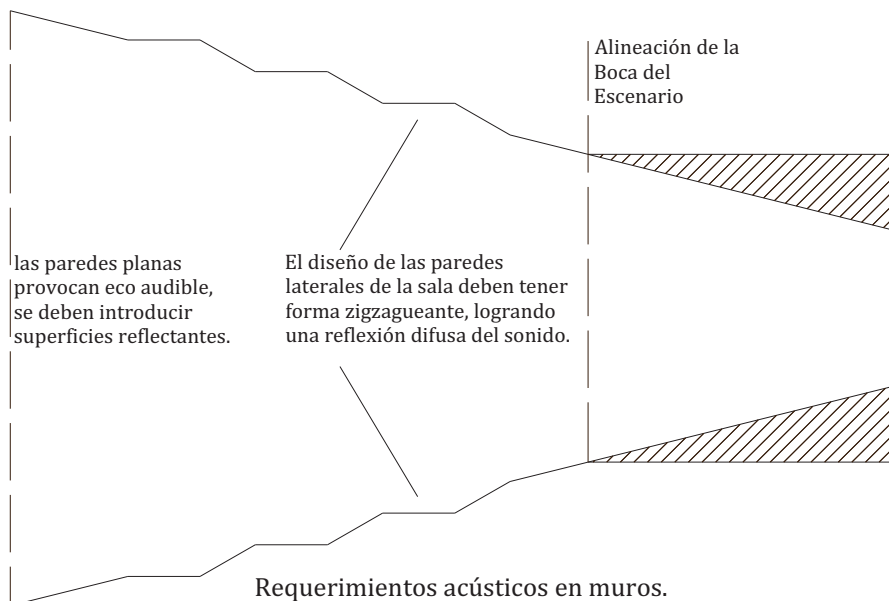 Alineación de la
Boca del
Escenario
las paredes planas
provocan eco audible,
se deben introducir
superficies reflectantes.
El diseño de las paredes
laterales de la sala deben tener
forma zigzagueante, logrando
una reflexión difusa del sonido.
Requerimientos acústicos en muros.